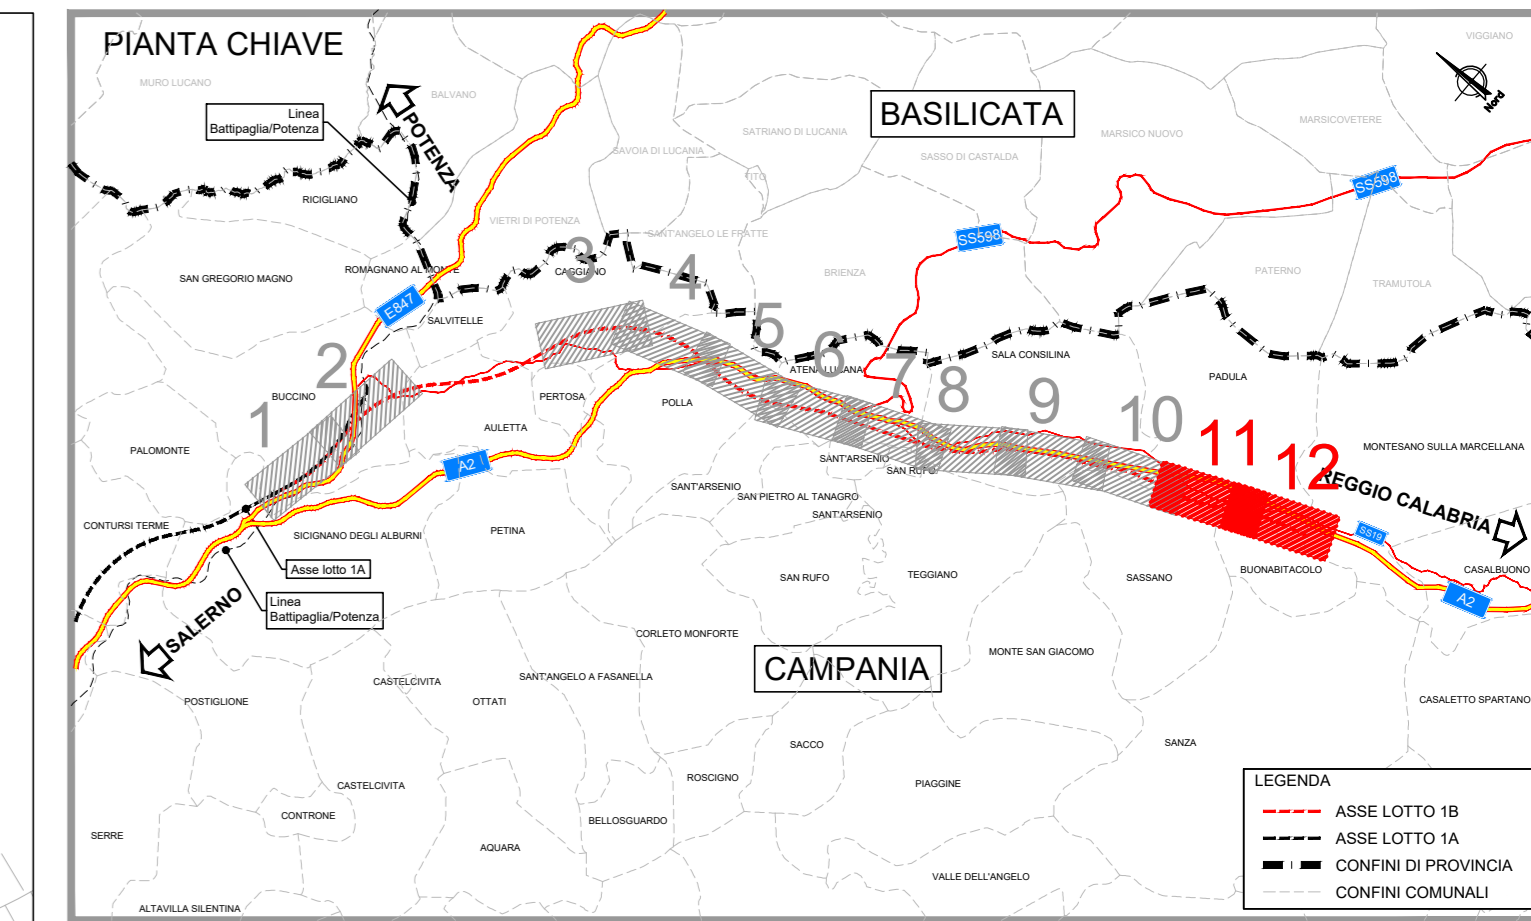 PIANTA CHIAVE
VIGGIANO
MURO LUCANO
BALVANO
Linea
Battipaglia/Potenza
POTENZA
BASILICATA
Nord
SATRIANO DI LUCANIA
MARSICO NUOVO
MARSICOVETERE
SAVOIA DI LUCANIA
SASSO DI CASTALDA
TITO
SS598
RICIGLIANO
VIETRI DI POTENZA
SANT'ANGELO LE FRATTE
SS598
3
4
SAN GREGORIO MAGNO
ROMAGNANO AL MONTE
CAGGIANO
BRIENZA
PATERNO
TRAMUTOLA
E847
SALVITELLE
5
6
7
SALA CONSILINA
2
ATENA LUCANA
PADULA
BUCCINO
PERTOSA
POLLA
8
9
10
1
AULETTA
11
12
PALOMONTE
A2
SANT'ARSENIO
SAN RUFO
MONTESANO SULLA MARCELLANA
REGGIO CALABRIA
SANT'ARSENIO
SAN PIETRO AL TANAGRO
SANT'ARSENIO
CONTURSI TERME
SICIGNANO DEGLI ALBURNI
PETINA
SS19
Asse lotto 1A
SAN RUFO
TEGGIANO
SASSANO
BUONABITACOLO
CASALBUONO
A2
Linea
Battipaglia/Potenza
SALERNO
CORLETO MONFORTE
MONTE SAN GIACOMO
CAMPANIA
CASTELCIVITA
SANT'ANGELO A FASANELLA
POSTIGLIONE
OTTATI
CASALETTO SPARTANO
SACCO
SANZA
ROSCIGNO
PIAGGINE
CASTELCIVITA
CONTRONE
BELLOSGUARDO
SERRE
AQUARA
VALLE DELL'ANGELO
ALTAVILLA SILENTINA
LEGENDA
ASSE LOTTO 1B
ASSE LOTTO 1A
CONFINI DI PROVINCIA
CONFINI COMUNALI